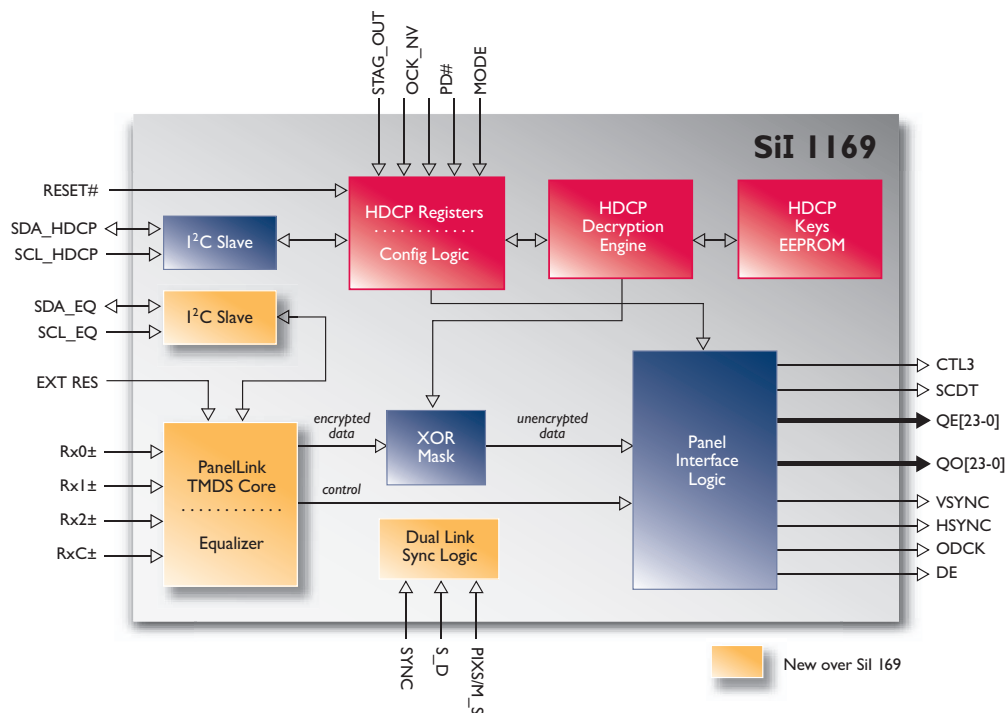 STAG_OUT
OCK_NV
PD#
MODE
SiI 1169
RESET#
SDA_HDCP
SCL_HDCP
I²C Slave
HDCP Registers
Config Logic
HDCP
Decryption
Engine
HDCP
Keys
EEPROM
SDA_EQ
SCL_EQ
I²C Slave
EXT RES
Rx0±
Rx1±
Rx2±
RxC±
PanelLink
TMDS Core
Equalizer
encrypted
data
XOR
Mask
unencrypted
data
control
Panel
Interface
Logic
CTL3
SCDT
QE[23-0]
QO[23-0]
VSYNC
HSYNC
ODCK
DE
Dual Link
Sync Logic
SYNC
S_D
PIXS/M_S
New over SiI 169